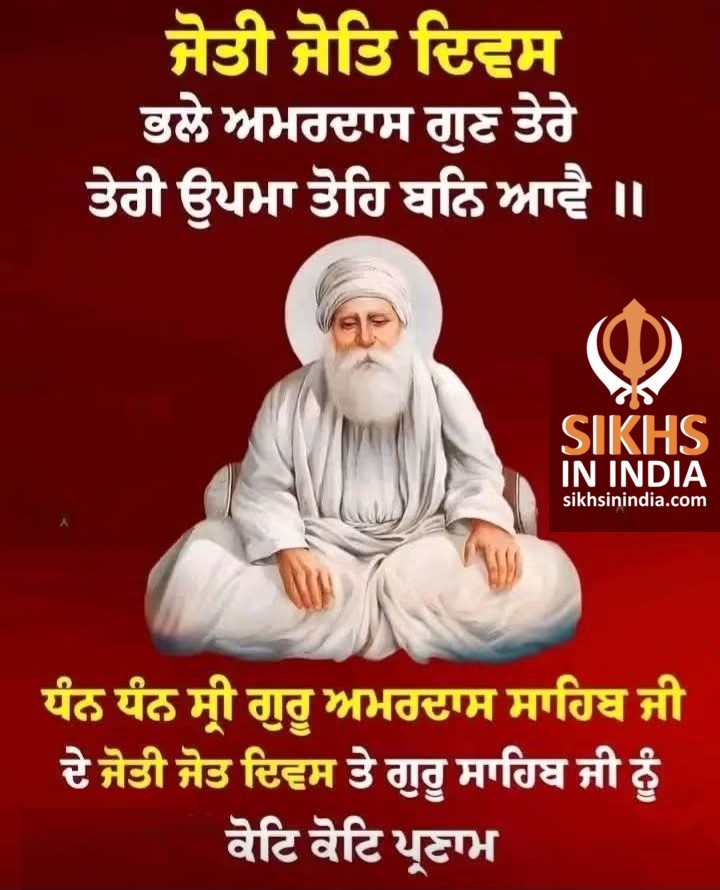 ਜੋਤੀ ਜੋਤਿ ਦਿਵਸ
ਭਲੇ ਅਮਰਦਾਸ ਗੁਣ ਤੇਰੇ
ਤੇਰੀ ਉਪਮਾ ਤੋਹਿ ਬਨਿ ਆਵੈ ॥
SIKHS
IN INDIA
sikhsinindia.com
ਧੰਨ ਧੰਨ ਸ੍ਰੀ ਗੁਰੂ ਅਮਰਦਾਸ ਸਾਹਿਬ ਜੀ
ਦੇ ਜੋਤੀ ਜੋਤ ਦਿਵਸ ਤੇ ਗੁਰੂ ਸਾਹਿਬ ਜੀ ਨੂੰ
ਕੋਟਿ ਕੋਟਿ ਪ੍ਰਣਾਮ